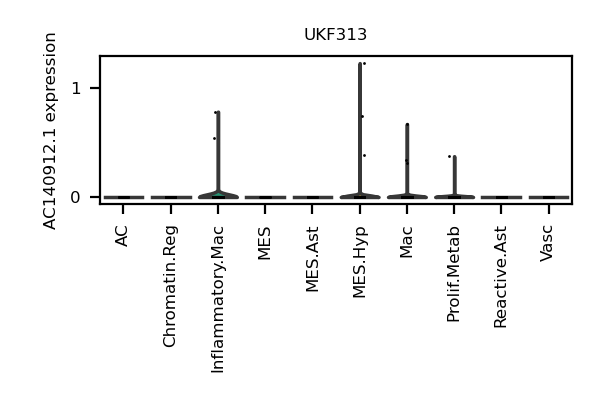 UKF313
AC140912.1 expression
1
0
AC
Chromatin.Reg
Inflammatory.Mac
MES
MES.Ast
MES.Hyp
Mac
Prolif.Metab
Reactive.Ast
Vasc